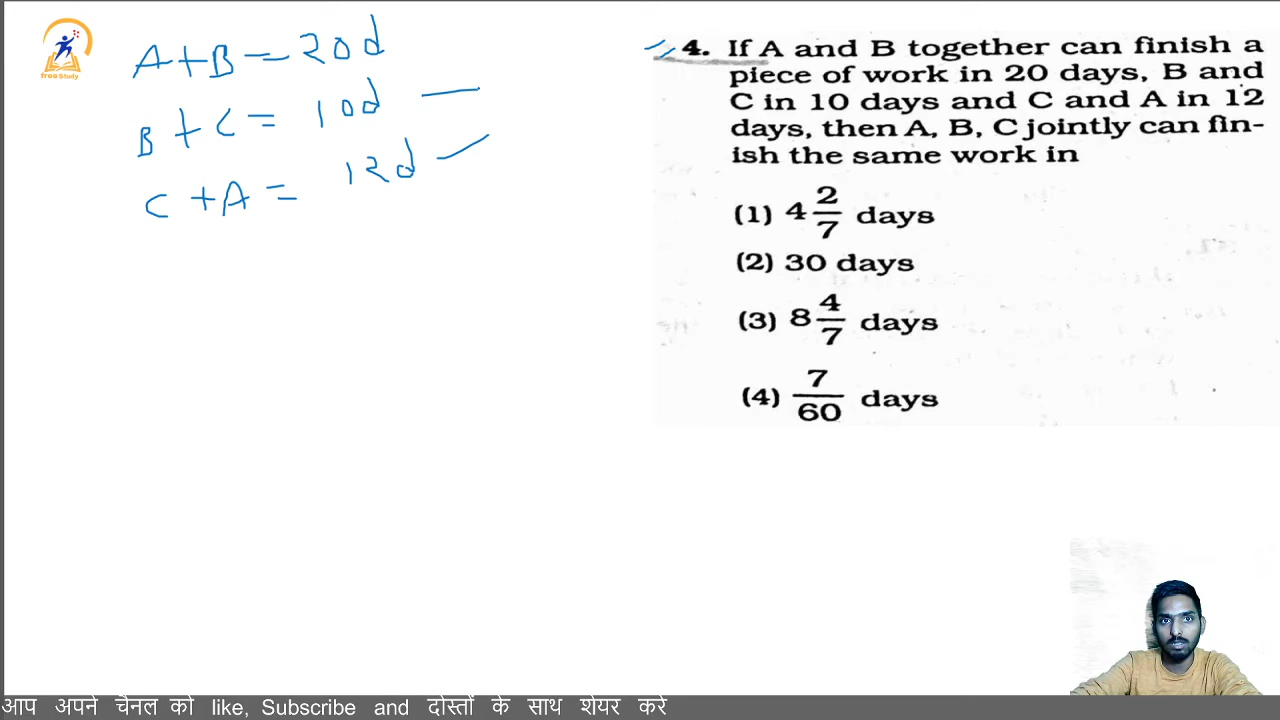 free Study
A+B = 20d
B + C = 10d
C + A = 12d
4. If A and B together can finish a
piece of work in 20 days, B and
C in 10 days and C and A in 12
days, then A, B, C jointly can fin-
ish the same work in
(1) 4 2/7 days
(2) 30 days
(3) 8 4/7 days
(4) 7/60 days
आप अपने चैनल को like, Subscribe and दोस्तों के साथ शेयर करे